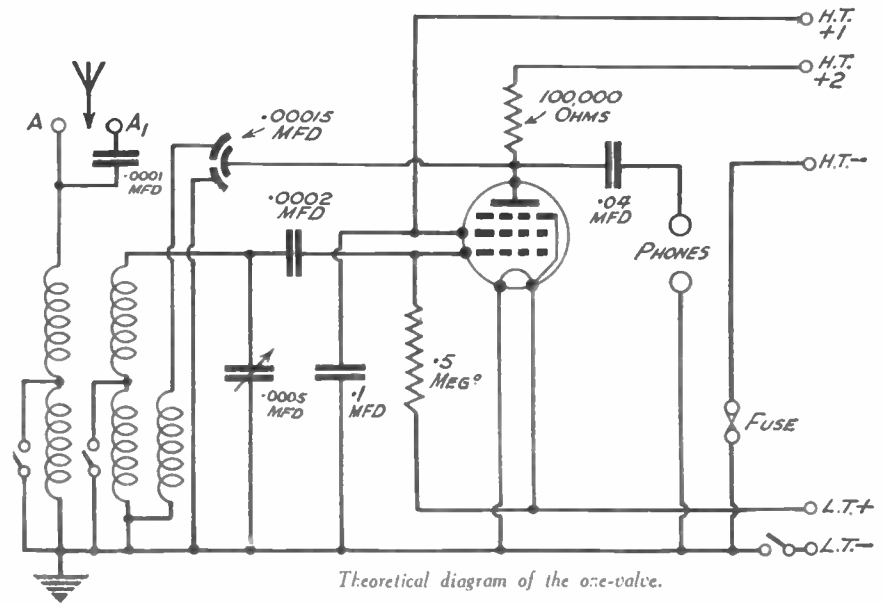 H.T.
+1
H.T.
+2
100,000
OHMS
.00015
MFD
A
A1
.0001
MFD
H.T.-
.0002
MFD
.04
MFD
PHONES
.5
MEGº
.0005
MFD
.1
MFD
FUSE
L.T.+
L.T.-
Theoretical diagram of the one-valve.